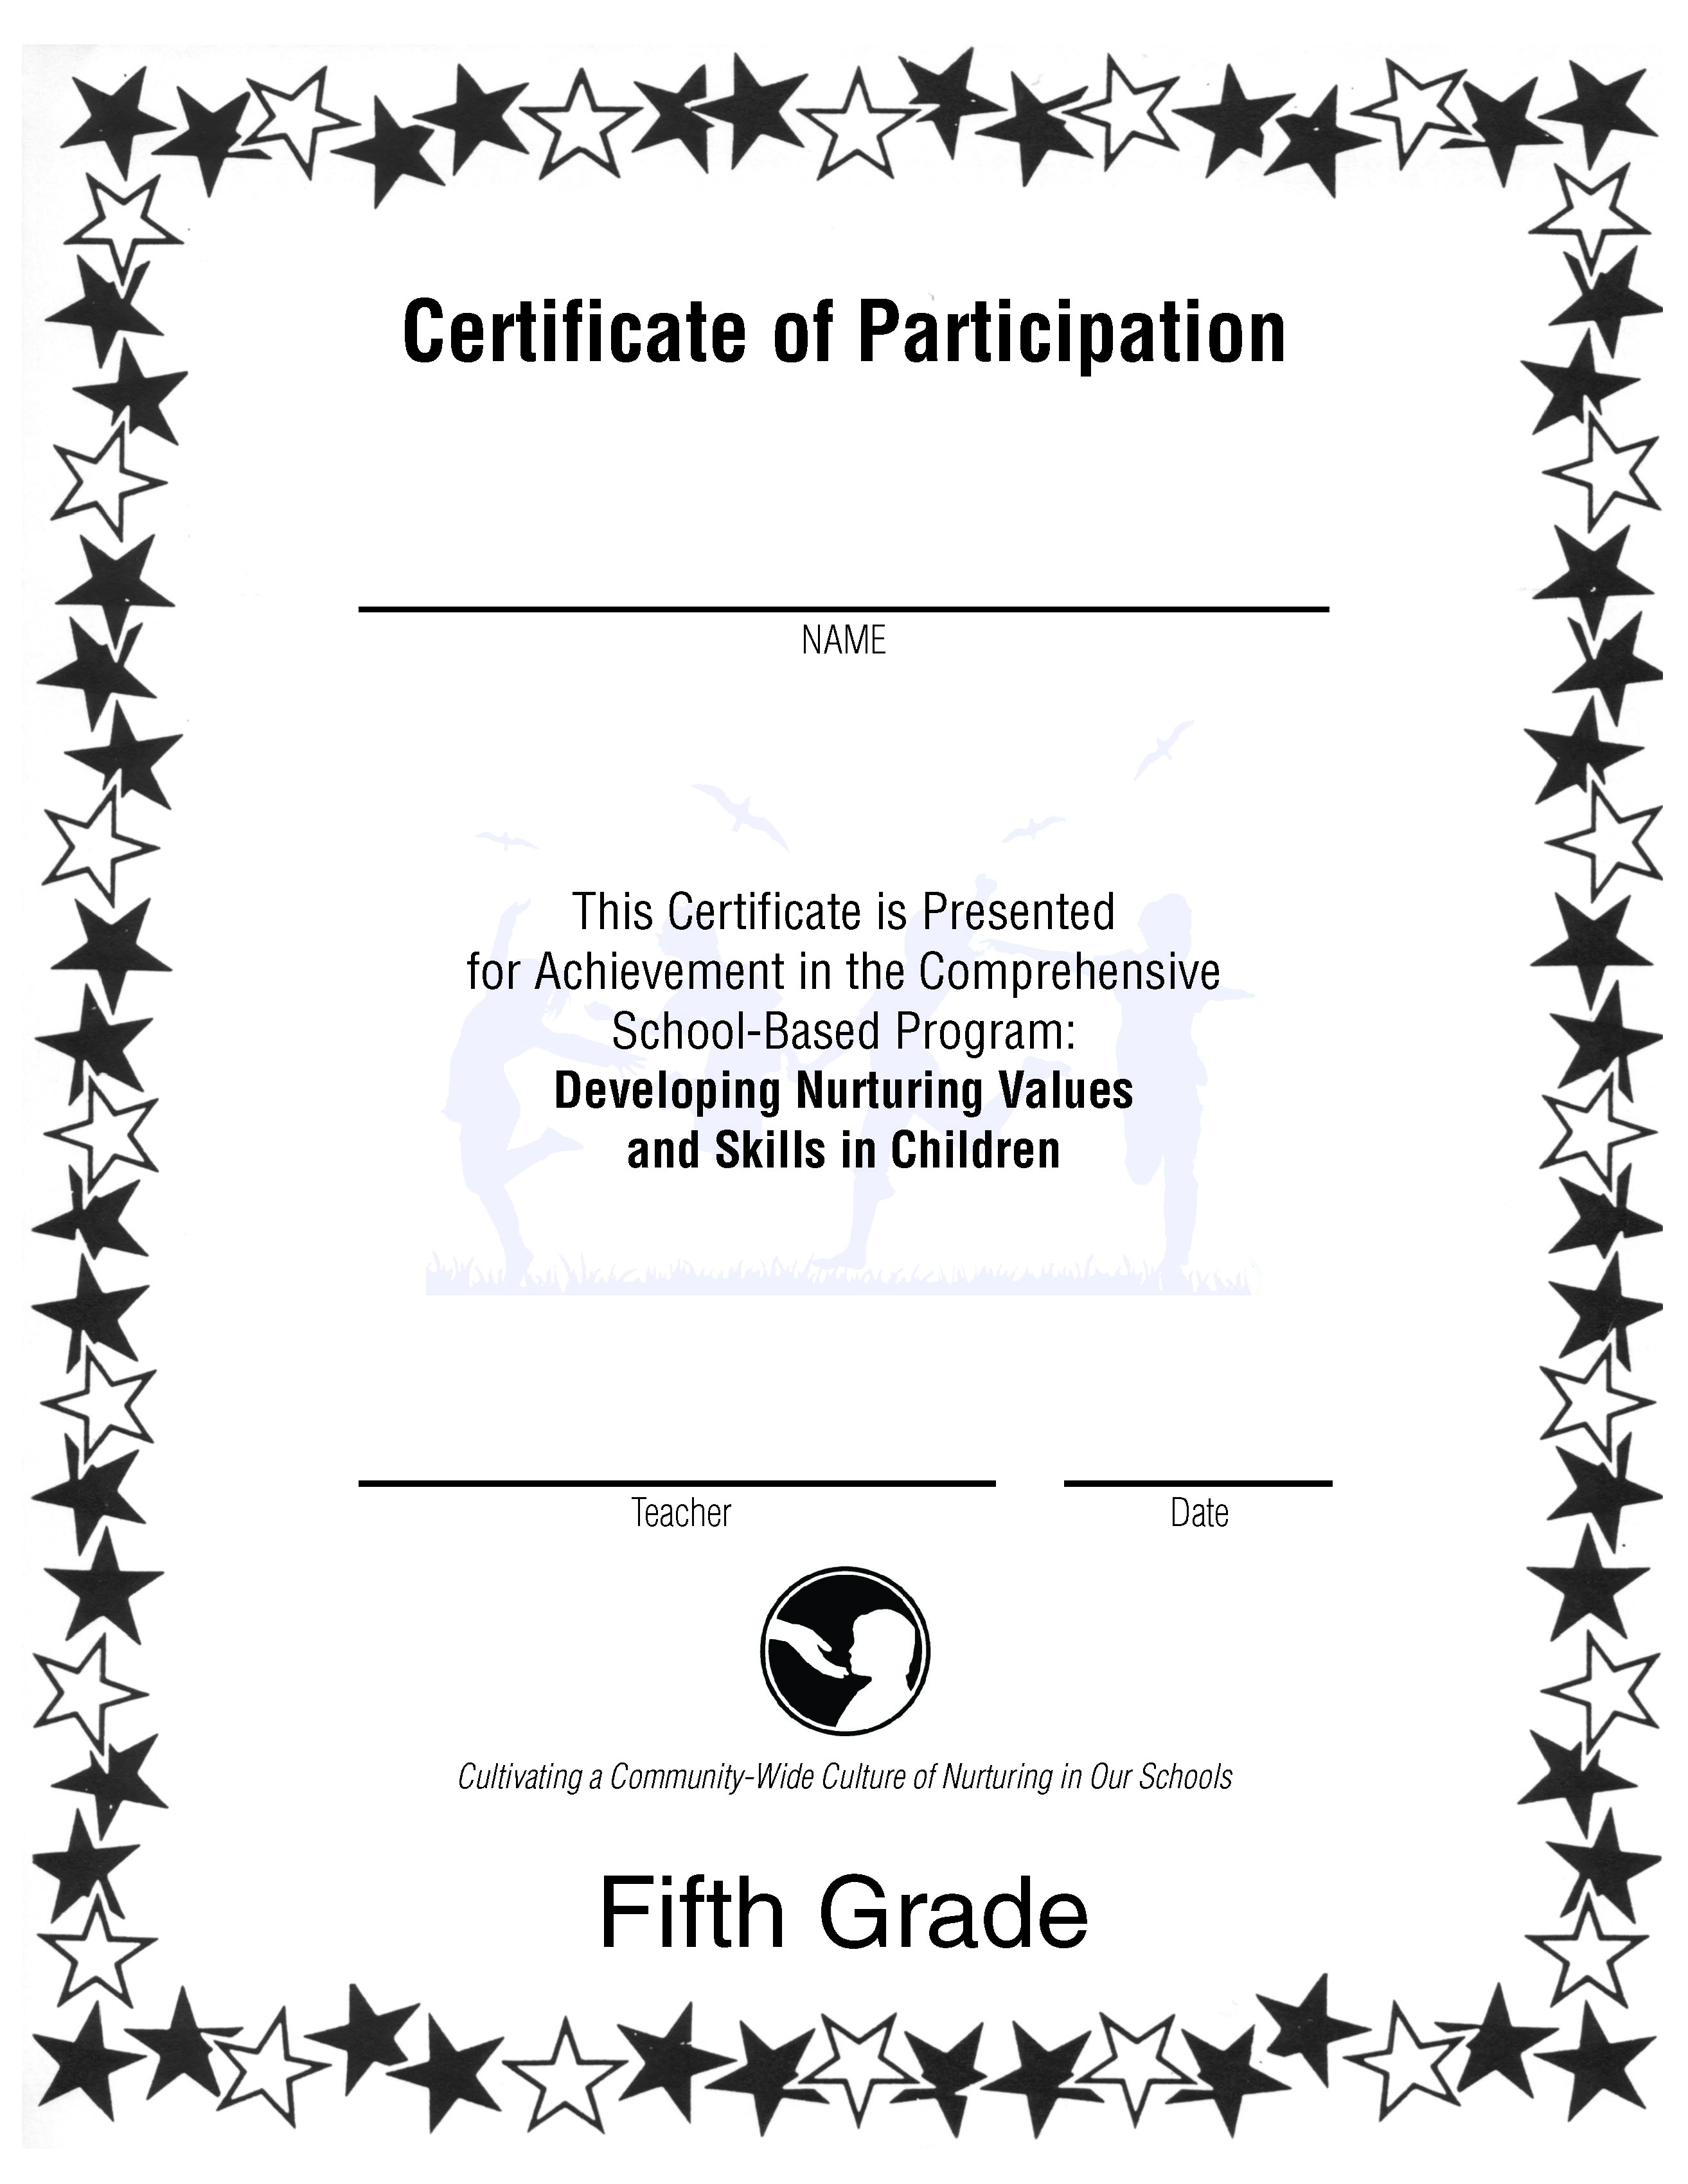 Certificate of Participation
NAME
This Certificate is Presented
for Achievement in the Comprehensive
School-Based Program:
Developing Nurturing Values
and Skills in Children
Teacher Date
Cultivating a Community-Wide Culture of Nurturing in Our Schools
Fifth Grade